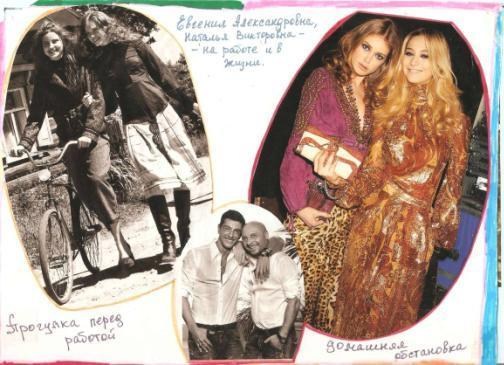 Евгения Александровна,
Наталья Викторовна -
- на работе и в
жизни.
Прогулка перед
работой
домашняя
обстановка